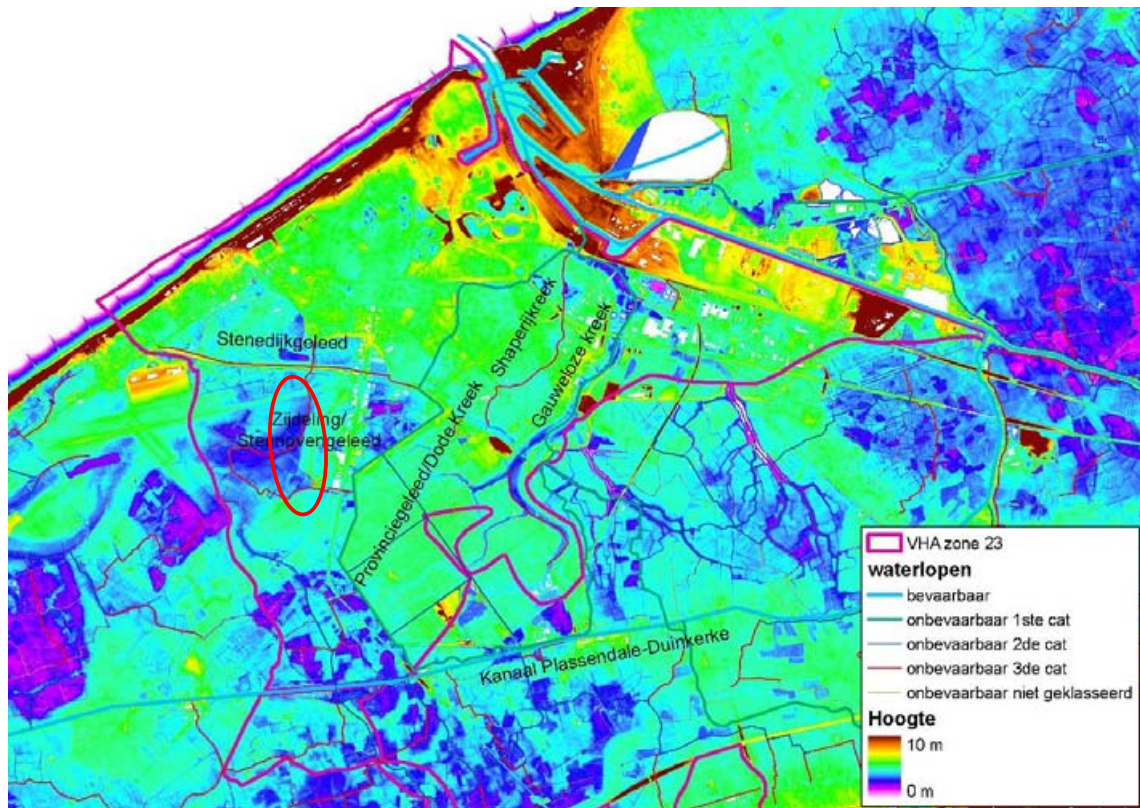 Stenedijkgeleed
Zijdeling/
Steenovengeleed
Provinciegeleed/Dode Kreek
Shaperijkreek
Gauweloze kreek
Kanaal Plassendale-Duinkerke
VHA zone 23
waterlopen
bevaarbaar
onbevaarbaar 1ste cat
onbevaarbaar 2de cat
onbevaarbaar 3de cat
onbevaarbaar niet geklasseerd
Hoogte
10 m
0 m